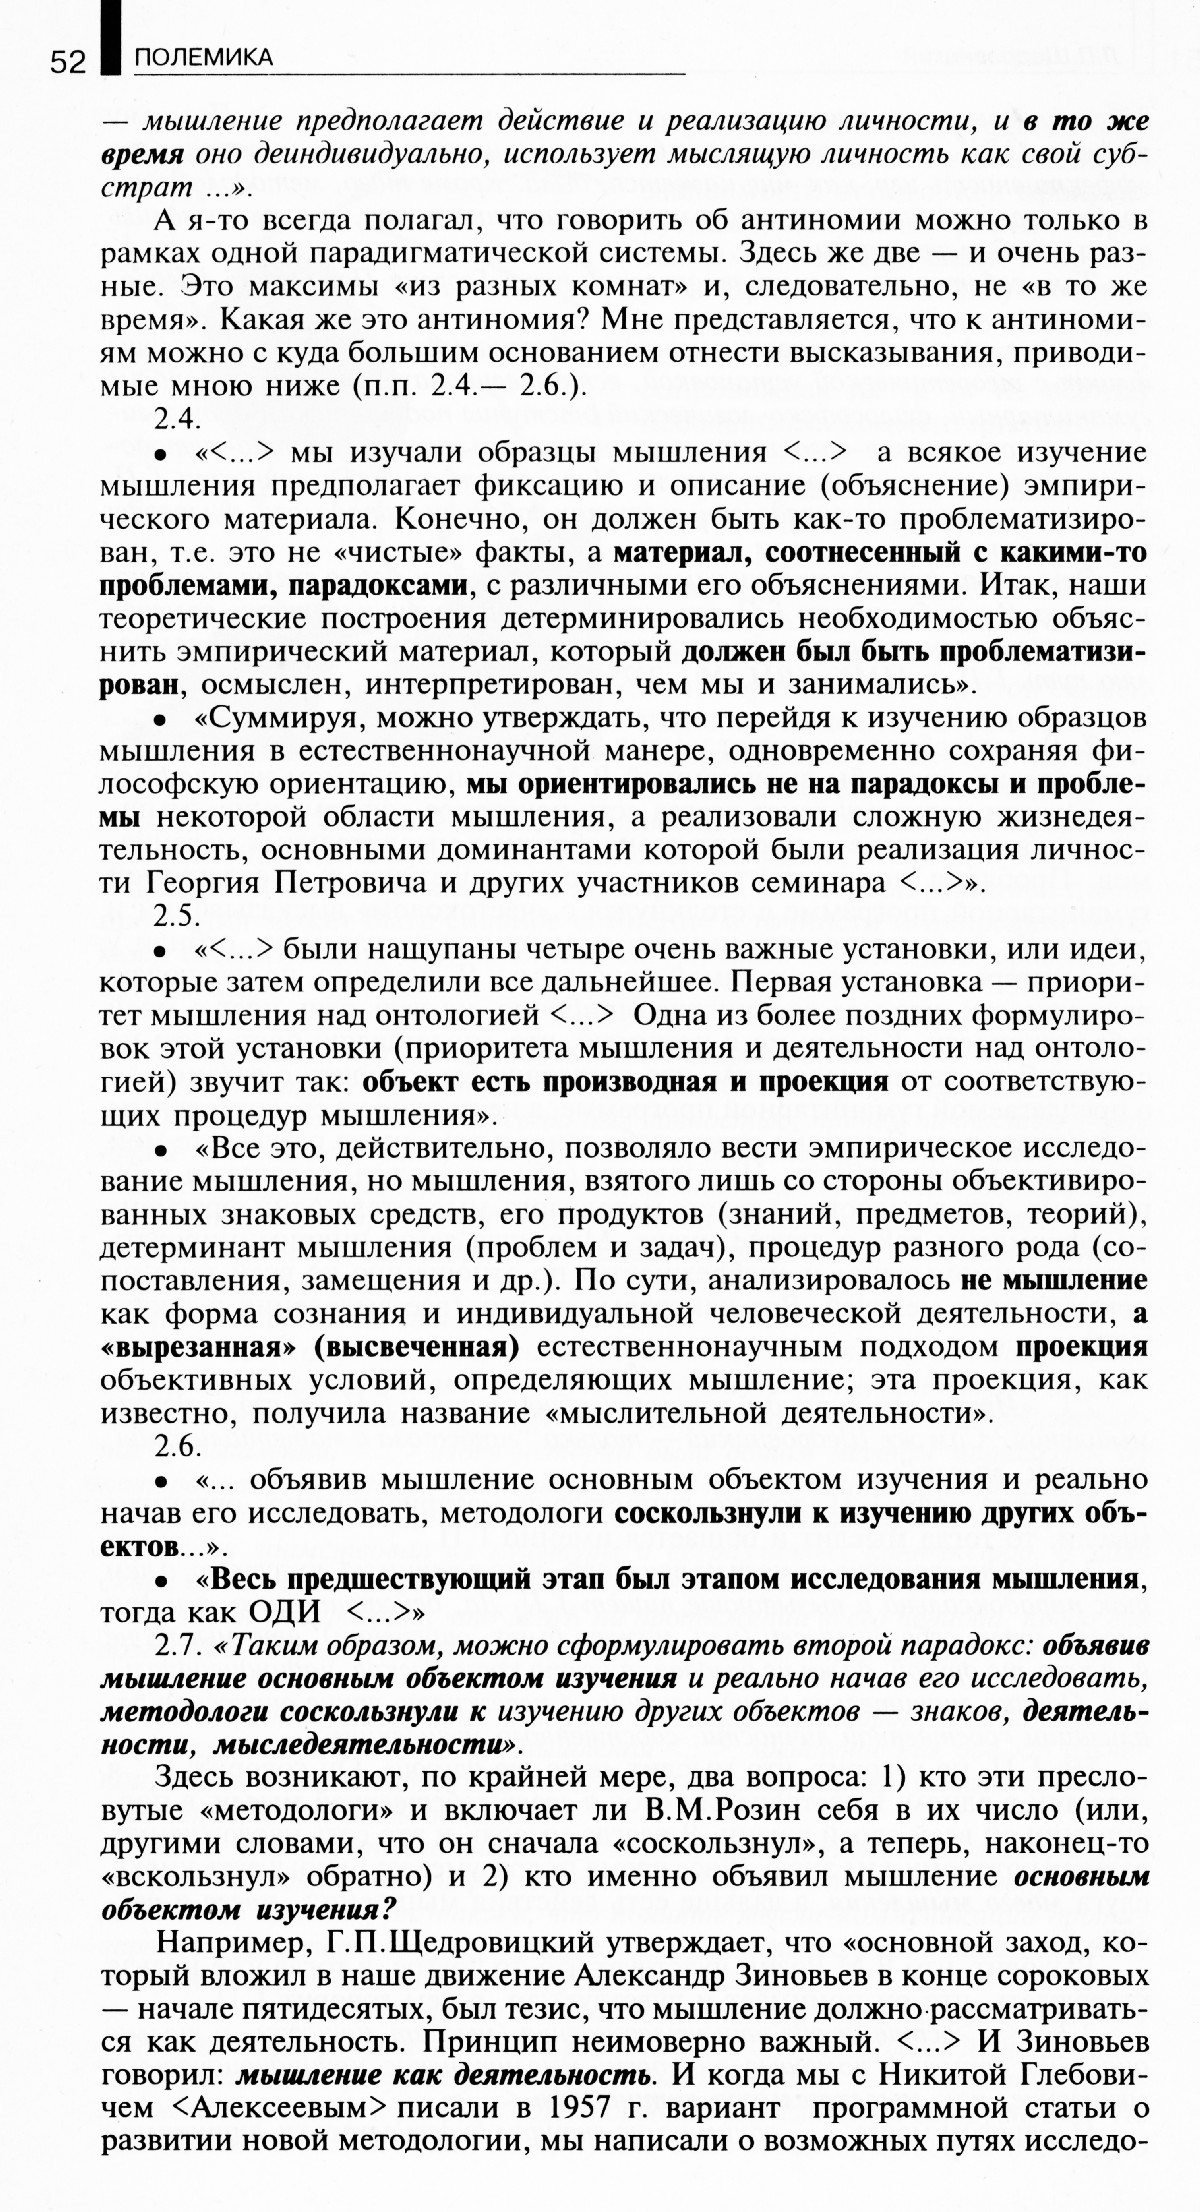 52 ПОЛЕМИКА
— мышление предполагает действие и реализацию личности, и в то же
время оно деиндивидуально, использует мыслящую личность как свой суб-
страт ...».
А я-то всегда полагал, что говорить об антиномии можно только в
рамках одной парадигматической системы. Здесь же две — и очень раз-
ные. Это максимы «из разных комнат» и, следовательно, не «в то же
время». Какая же это антиномия? Мне представляется, что к антиноми-
ям можно с куда большим основанием отнести высказывания, приводи-
мые мною ниже (п.п. 2.4.— 2.6.).
2.4.
• «<...> мы изучали образцы мышления <...> а всякое изучение
мышления предполагает фиксацию и описание (объяснение) эмпири-
ческого материала. Конечно, он должен быть как-то проблематизиро-
ван, т.е. это не «чистые» факты, а материал, соотнесенный с какими-то
проблемами, парадоксами, с различными его объяснениями. Итак, наши
теоретические построения детерминировались необходимостью объяс-
нить эмпирический материал, который должен был быть проблематизи-
рован, осмыслен, интерпретирован, чем мы и занимались».
• «Суммируя, можно утверждать, что перейдя к изучению образцов
мышления в естественнонаучной манере, одновременно сохраняя фи-
лософскую ориентацию, мы ориентировались не на парадоксы и пробле-
мы некоторой области мышления, а реализовали сложную жизнедея-
тельность, основными доминантами которой были реализация личнос-
ти Георгия Петровича и других участников семинара <...>».
2.5.
• «<...> были нащупаны четыре очень важные установки, или идеи,
которые затем определили все дальнейшее. Первая установка — приори-
тет мышления над онтологией <...> Одна из более поздних формулиро-
вок этой установки (приоритета мышления и деятельности над онтоло-
гией) звучит так: объект есть производная и проекция от соответствую-
щих процедур мышления».
• «Все это, действительно, позволяло вести эмпирическое исследо-
вание мышления, но мышления, взятого лишь со стороны объективиро-
ванных знаковых средств, его продуктов (знаний, предметов, теорий),
детерминант мышления (проблем и задач), процедур разного рода (со-
поставления, замещения и др.). По сути, анализировалось не мышление
как форма сознания и индивидуальной человеческой деятельности, а
«вырезанная» (высвеченная) естественнонаучным подходом проекция
объективных условий, определяющих мышление; эта проекция, как
известно, получила название «мыслительной деятельности».
2.6.
• «... объявив мышление основным объектом изучения и реально
начав его исследовать, методологи соскользнули к изучению других объ-
ектов...».
• «Весь предшествующий этап был этапом исследования мышления,
тогда как ОДИ <...>»
2.7. «Таким образом, можно сформулировать второй парадокс: объявив
мышление основным объектом изучения и реально начав его исследовать,
методологи соскользнули к изучению других объектов — знаков, деятель-
ности, мыследеятельности».
Здесь возникают, по крайней мере, два вопроса: 1) кто эти пресло-
вутые «методологи» и включает ли В.М.Розин себя в их число (или,
другими словами, что он сначала «соскользнул», а теперь, наконец-то
«вскользнул» обратно) и 2) кто именно объявил мышление основным
объектом изучения?
Например, Г.П.Щедровицкий утверждает, что «основной заход, ко-
торый вложил в наше движение Александр Зиновьев в конце сороковых
— начале пятидесятых, был тезис, что мышление должно рассматривать-
ся как деятельность. Принцип неимоверно важный. <...> И Зиновьев
говорил: мышление как деятельность. И когда мы с Никитой Глебови-
чем <Алексеевым> писали в 1957 г. вариант программной статьи о
развитии новой методологии, мы написали о возможных путях исследо-